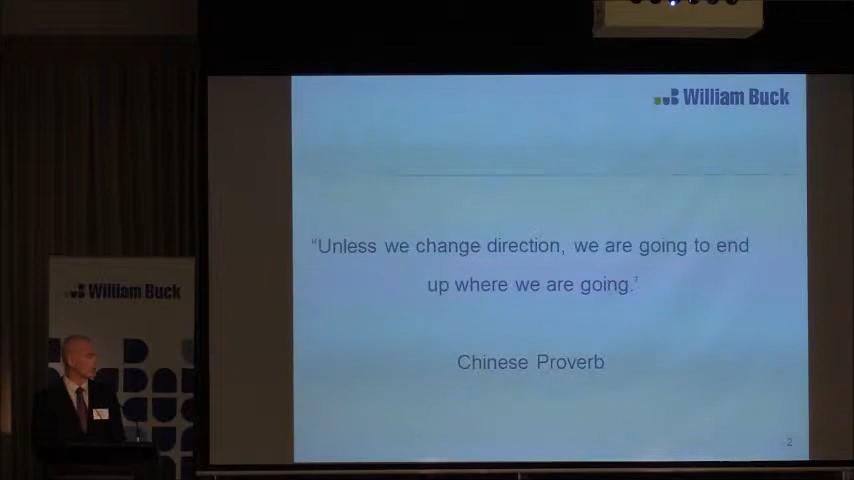 William Buck
“Unless we change direction, we are going to end
up where we are going.’
Chinese Proverb
2
William Buck